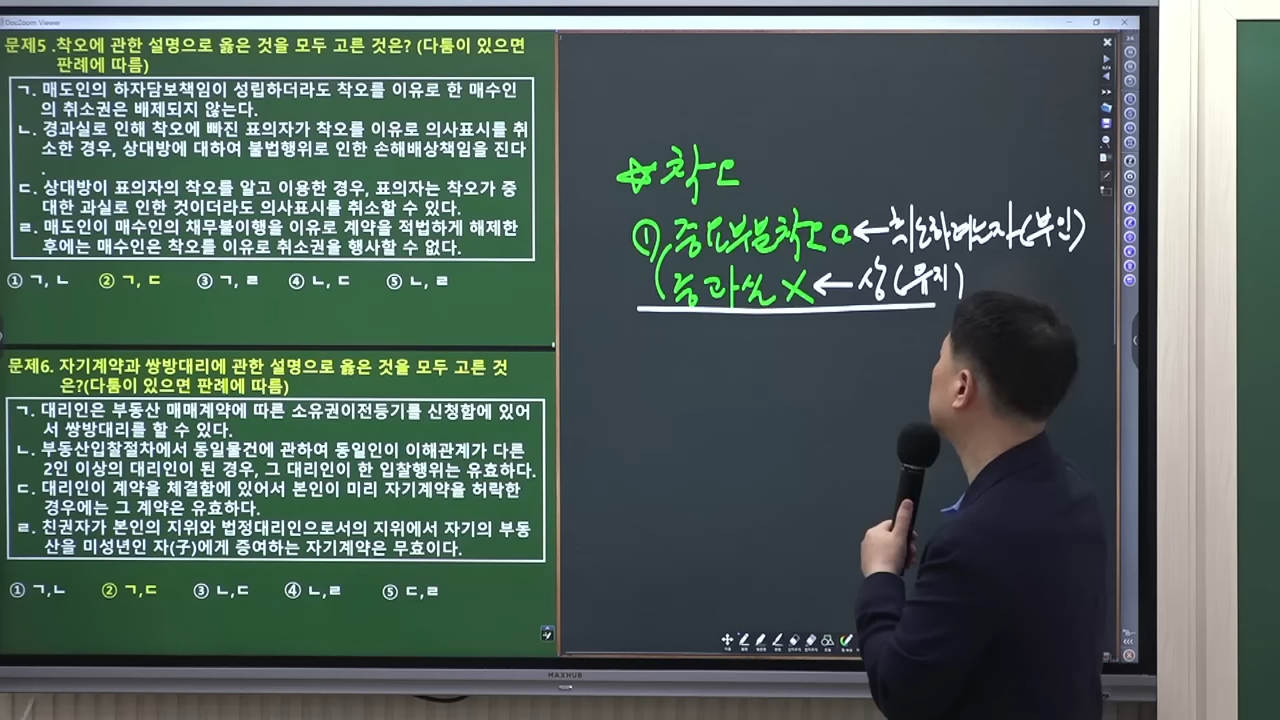 DocZoom Viewer
문제5 .착오에 관한 설명으로 옳은 것을 모두 고른 것은? (다툼이 있으면
판례에 따름)
ㄱ. 매도인의 하자담보책임이 성립하더라도 착오를 이유로 한 매수인
의 취소권은 배제되지 않는다.
ㄴ. 경과실로 인해 착오에 빠진 표의자가 착오를 이유로 의사표시를 취
소한 경우, 상대방에 대하여 불법행위로 인한 손해배상책임을 진다
.
ㄷ. 상대방이 표의자의 착오를 알고 이용한 경우, 표의자는 착오가 중
대한 과실로 인한 것이더라도 의사표시를 취소할 수 있다.
ㄹ. 매도인이 매수인의 채무불이행을 이유로 계약을 적법하게 해제한
후에는 매수인은 착오를 이유로 취소권을 행사할 수 없다.
① ㄱ, ㄴ ② ㄱ, ㄷ ③ ㄱ, ㄹ ④ ㄴ, ㄷ ⑤ ㄴ, ㄹ
문제6. 자기계약과 쌍방대리에 관한 설명으로 옳은 것을 모두 고른 것
은?(다툼이 있으면 판례에 따름)
ㄱ. 대리인은 부동산 매매계약에 따른 소유권이전등기를 신청함에 있어
서 쌍방대리를 할 수 있다.
ㄴ. 부동산입찰절차에서 동일물건에 관하여 동일인이 이해관계가 다른
2인 이상의 대리인이 된 경우, 그 대리인이 한 입찰행위는 유효하다.
ㄷ. 대리인이 계약을 체결함에 있어서 본인이 미리 자기계약을 허락한
경우에는 그 계약은 유효하다.
ㄹ. 친권자가 본인의 지위와 법정대리인으로서의 지위에서 자기의 부동
산을 미성년인 자(子)에게 증여하는 자기계약은 무효이다.
① ㄱ,ㄴ ② ㄱ,ㄷ ③ ㄴ,ㄷ ④ ㄴ,ㄹ ⑤ ㄷ,ㄹ
☆ 착오
① 중요부분착오 o ← 취소하려는자(부인)
중과실 X ← 상(유지)
MAXHUB